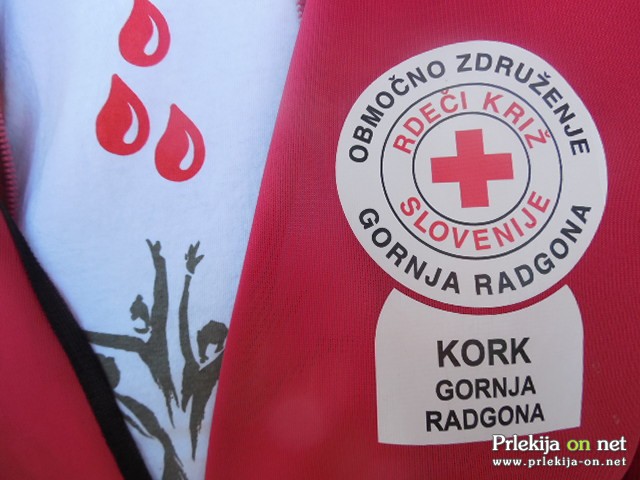 OBMOČNO ZDRUŽENJE
RDEČI KRIŽ
SLOVENIJE
GORNJA RADGONA
KORK
GORNJA
RADGONA
Prlekija on net
www.prlekija-on.net